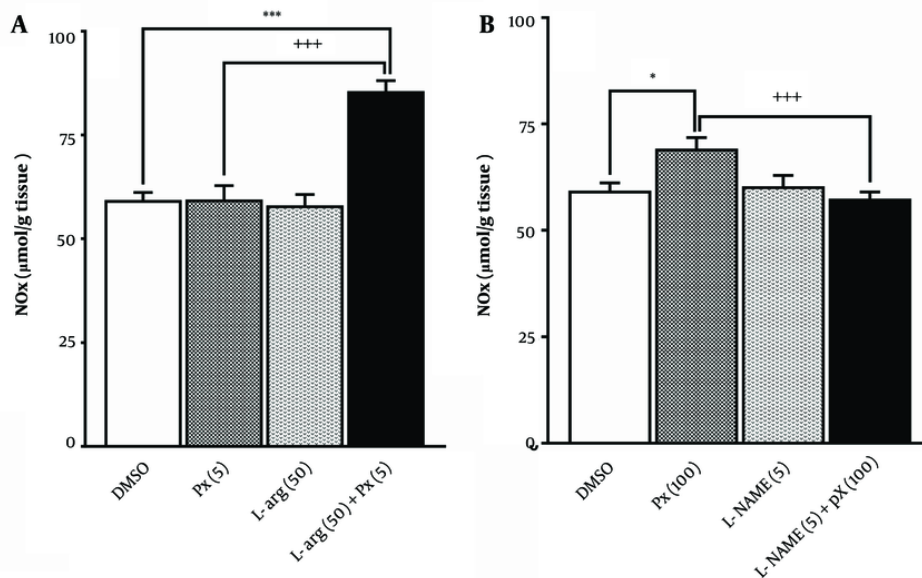 A
***
+++
100
75
50
25
0
NOx (µmol/g tissue )
DMSO
Px (5)
L- arg (50)
L- arg (50) + Px (5)
B
*
+++
100
75
50
25
0
NOx (µmol/g tissue )
DMSO
Px (100)
L- NAME (5)
L- NAME (5) + pX (100)